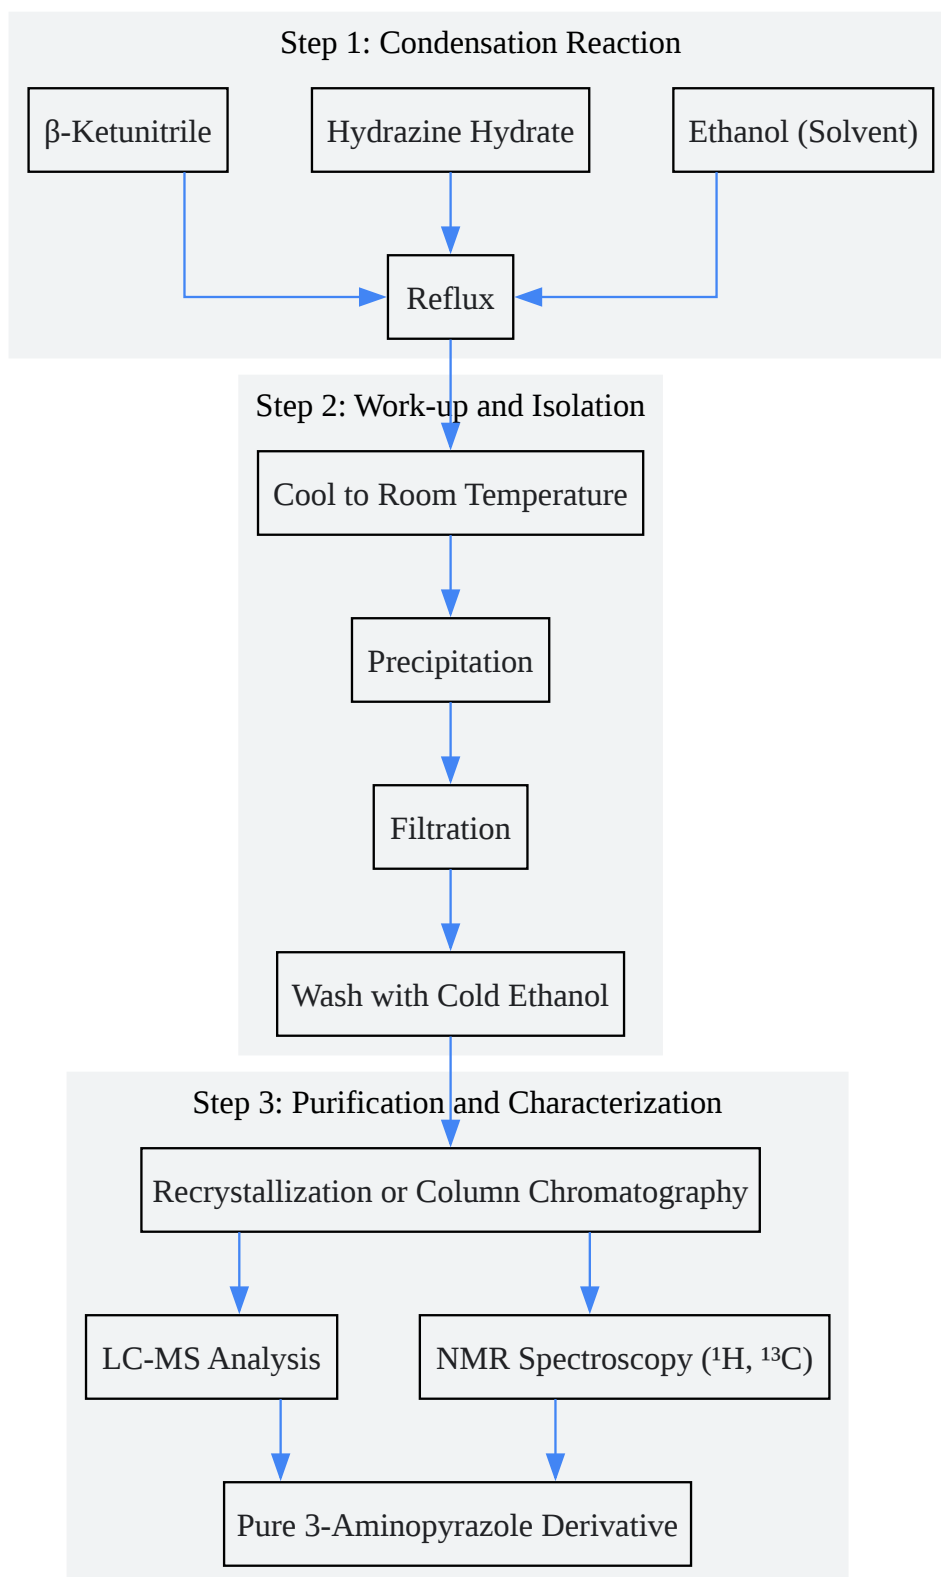 Step 1: Condensation Reaction
β-Ketunitrile
Hydrazine Hydrate
Ethanol (Solvent)
Reflux
Step 2: Work-up and Isolation
Cool to Room Temperature
Precipitation
Filtration
Wash with Cold Ethanol
Step 3: Purification and Characterization
Recrystallization or Column Chromatography
LC-MS Analysis
NMR Spectroscopy (¹H, ¹³C)
Pure 3-Aminopyrazole Derivative